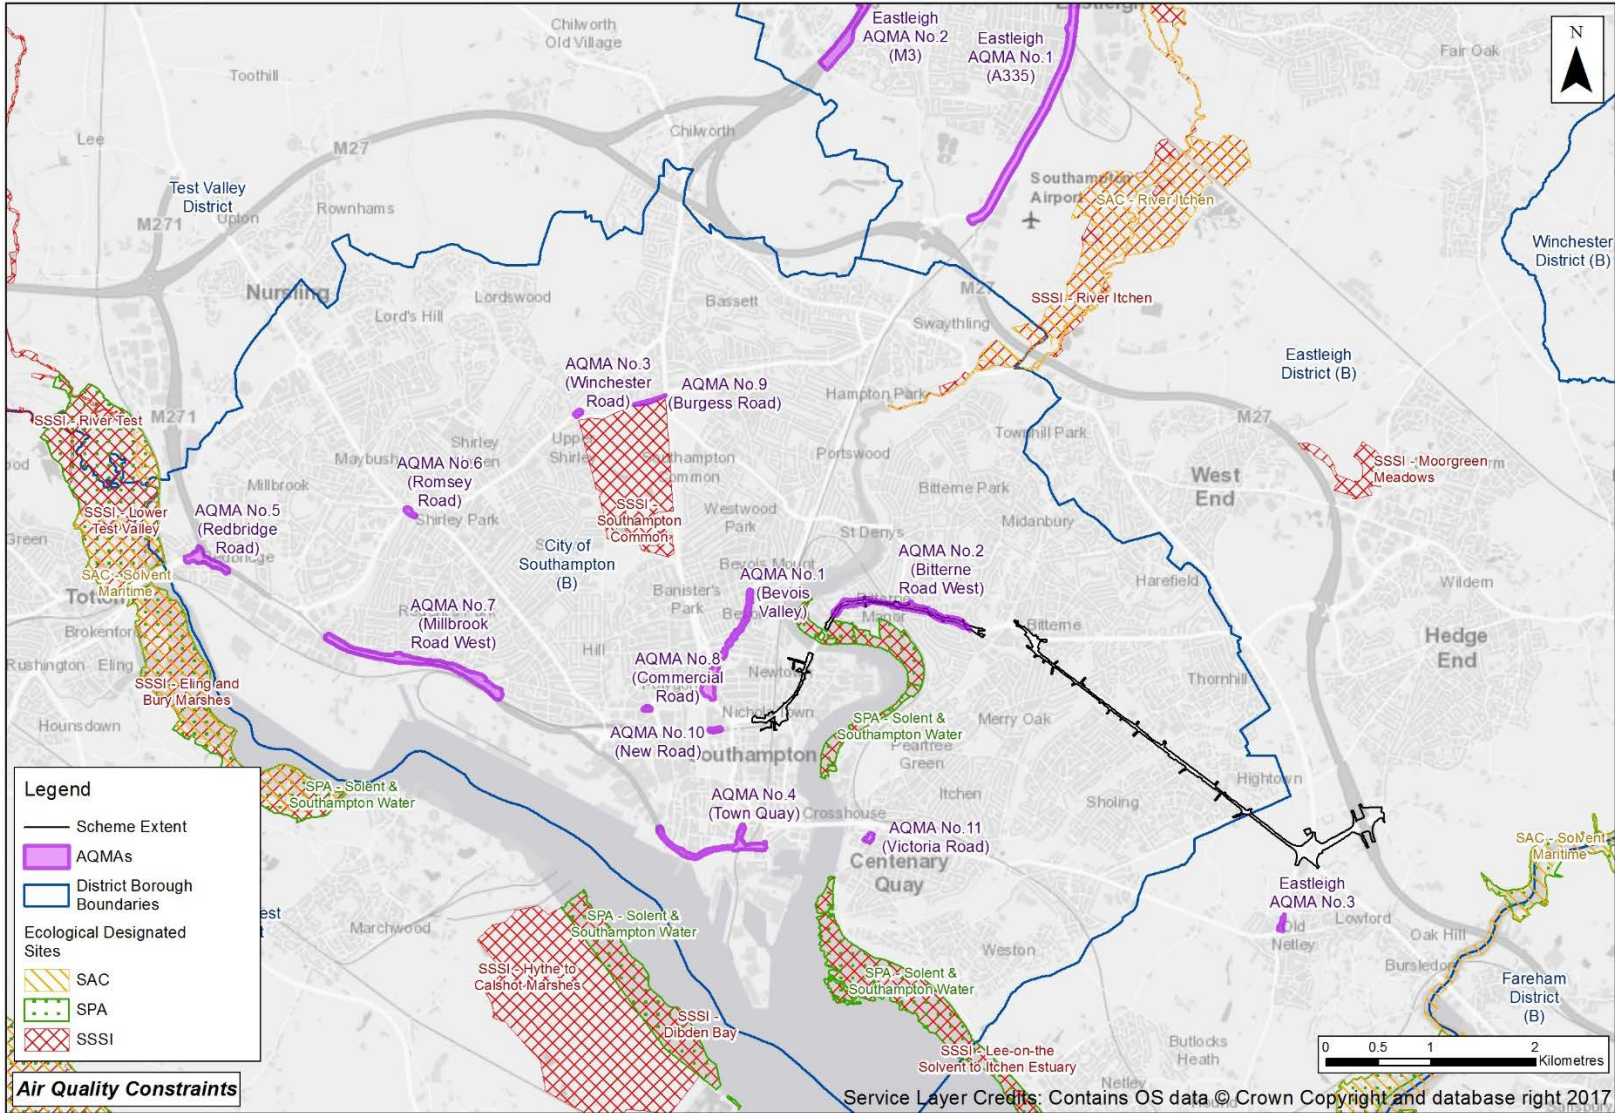 Eastleigh
AQMA No.2
(M3)
Eastleigh
AQMA No.1
(A335)
Chilworth
Old Village
Fair Oak
N
Toothill
Lee
M27
Chilworth
Test Valley
District
Rownhams
Upton
M271
Southampton
Airport
SAC - River Itchen
Winchester
District (B)
Nursling
Lordswood
Lord's Hill
Bassett
M27
SSSI - River Itchen
Swaythling
Eastleigh
District (B)
AQMA No.3
(Winchester
Road)
AQMA No.9
(Burgess Road)
Hampton Park
M27
M271
SSSI - River Test
Townhill Park
Upper
Shirley
Southampton
Common
Portswood
Maybush
Shirley
AQMA No.6
(Romsey
Road)
SSSI - Moorgreen
Meadows
West
End
Millbrook
Bitterne Park
SSSI - Lower
Test Valley
AQMA No.5
(Redbridge
Road)
Shirley Park
SSSI -
Southampton
Common
Westwood
Park
Midanbury
St Denys
Green
City of
Southampton
(B)
AQMA No.2
(Bitterne
Road West)
Bevois Mount
AQMA No.1
(Bevois
Valley)
Harefield
Wildern
SAC - Solvent
Maritime
Banister's
Park
Bitterne
Manor
Bitterne
AQMA No.7
(Millbrook
Road West)
Brokenford
Rushington
Eling
Hill
AQMA No.8
(Commercial
Road)
Newtown
Hedge
End
Thornhill
SSSI - Eling and
Bury Marshes
Hounsdown
AQMA No.10
(New Road)
Southampton
SPA - Solent &
Southampton Water
Merry Oak
Peartree
Green
Hightown
Itchen
Sholing
SPA - Solent &
Southampton Water
AQMA No.4
(Town Quay)
Crosshouse
AQMA No.11
(Victoria Road)
Centenary
Quay
SAC - Solvent
Maritime
Eastleigh
AQMA No.3
Lowford
Old
Netley
Oak Hill
Marchwood
SPA - Solent &
Southampton Water
Weston
Bursledon
SSSI - Hythe to
Calshot Marshes
SPA - Solent &
Southampton Water
Fareham
District
(B)
SSSI -
Dibden Bay
Butlocks
Heath
SSSI - Lee-on-the
Solvent to Itchen Estuary
Netley
Legend
Scheme Extent
AQMAs
District Borough
Boundaries
Ecological Designated
Sites
SAC
SPA
SSSI
0 0.5 1 2
Kilometres
Air Quality Constraints
Service Layer Credits: Contains OS data © Crown Copyright and database right 2017